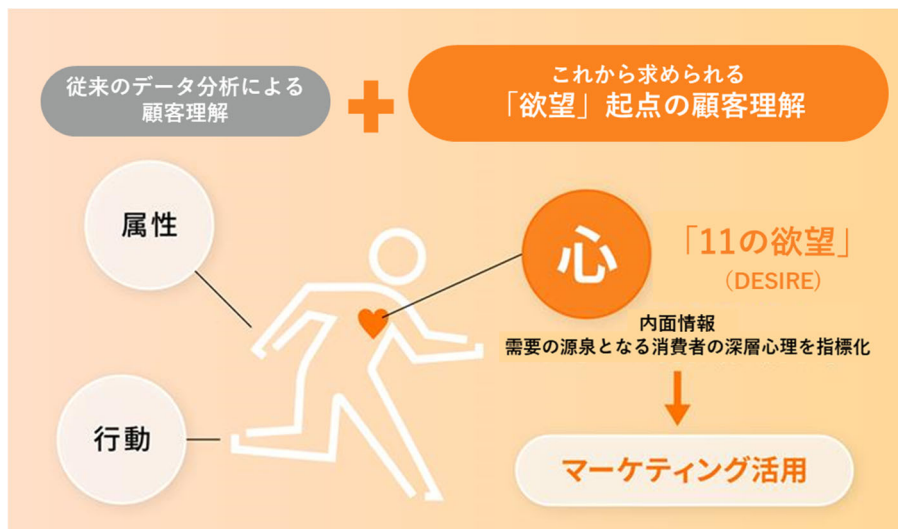 従来のデータ分析による
顧客理解
これから求められる
「欲望」起点の顧客理解
属性
心
「11の欲望」
（DESIRE）
内面情報
需要の源泉となる消費者の深層心理を指標化
行動
マーケティング活用